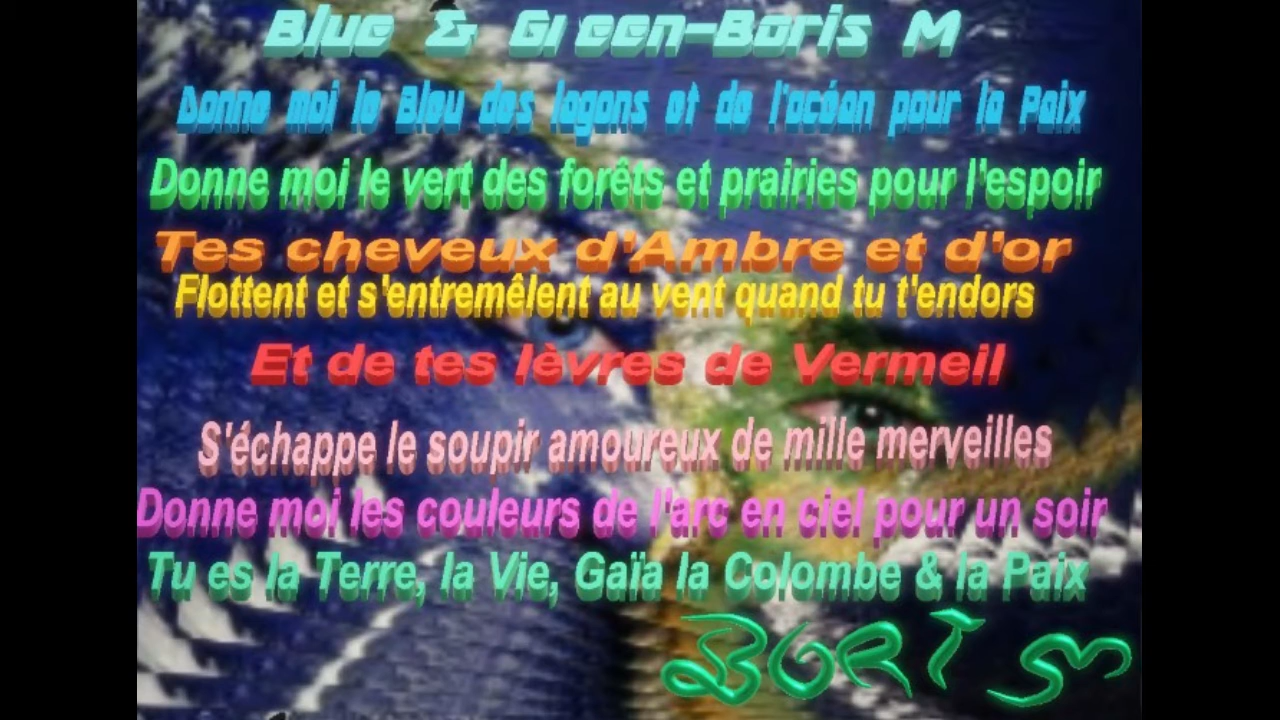 Blue & Green-Boris M
Donne moi le Bleu des lagons et de l'océan pour la Paix
Donne moi le vert des forêts et prairies pour l'espoir
Tes cheveux d'Ambre et d'or
Flottent et s'entremêlent au vent quand tu t'endors
Et de tes lèvres de Vermeil
S'échappe le soupir amoureux de mille merveilles
Donne moi les couleurs de l'arc en ciel pour un soir
Tu es la Terre, la Vie, Gaïa la Colombe & la Paix
BORIS M